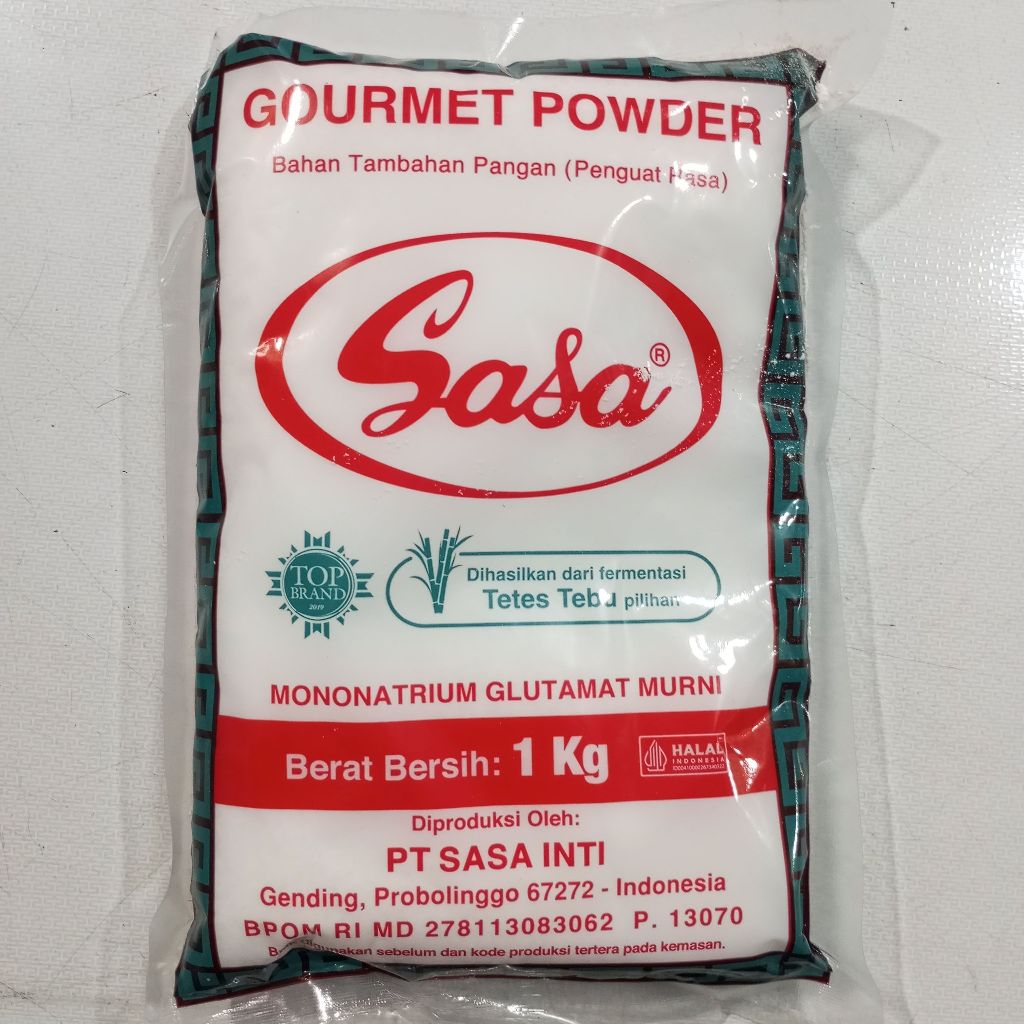 GOURMET POWDER
Bahan Tambahan Pangan (Penguat Rasa)
Sasa®
TOP
BRAND
2019
Dihasilkan dari fermentasi
Tetes Tebu pilihan
MONONATRIUM GLUTAMAT MURNI
Berat Bersih: 1 Kg
HALAL
INDONESIA
Diproduksi Oleh:
PT SASA INTI
Gending, Probolinggo 67272 - Indonesia
BPOM RI MD 278113083062 P. 13070
sebelum dan kode produksi tertera pada kemasan.